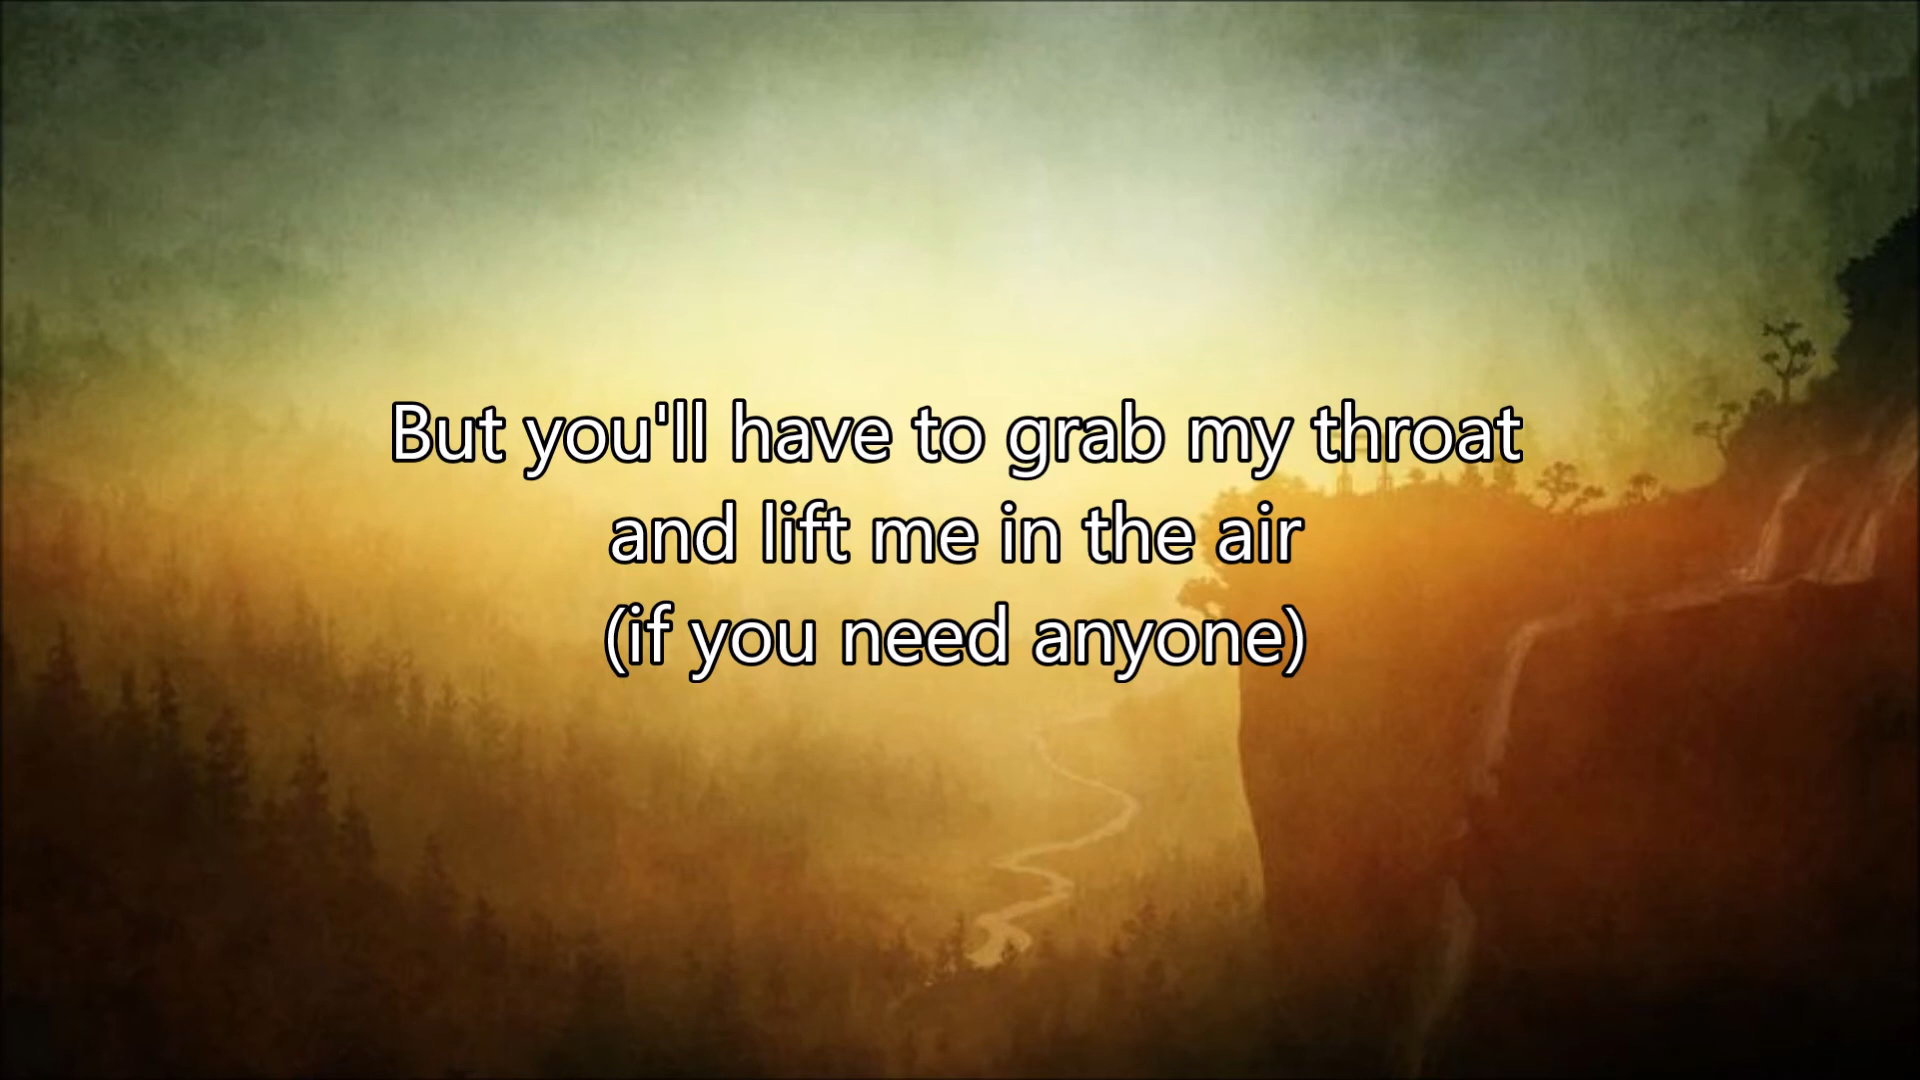 But you'll have to grab my throat
and lift me in the air
(if you need anyone)